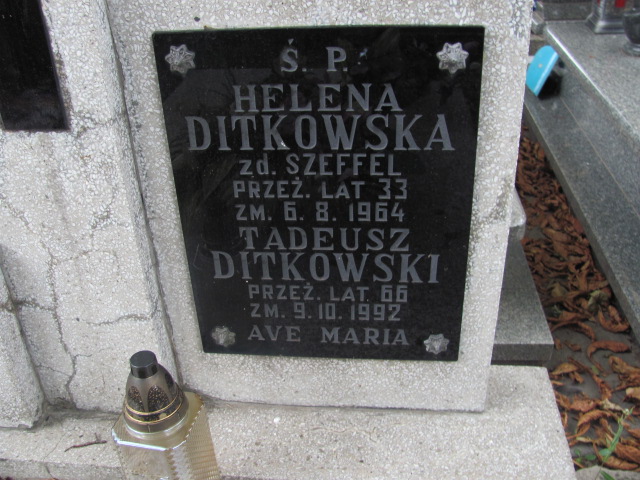 Ś. P.
HELENA
DITKOWSKA
zd. SZEFFEL
PRZEŻ. LAT 33
ZM. 6. 8. 1964
TADEUSZ
DITKOWSKI
PRZEŻ. LAT. 66
ZM. 9.10. 1992
AVE MARIA